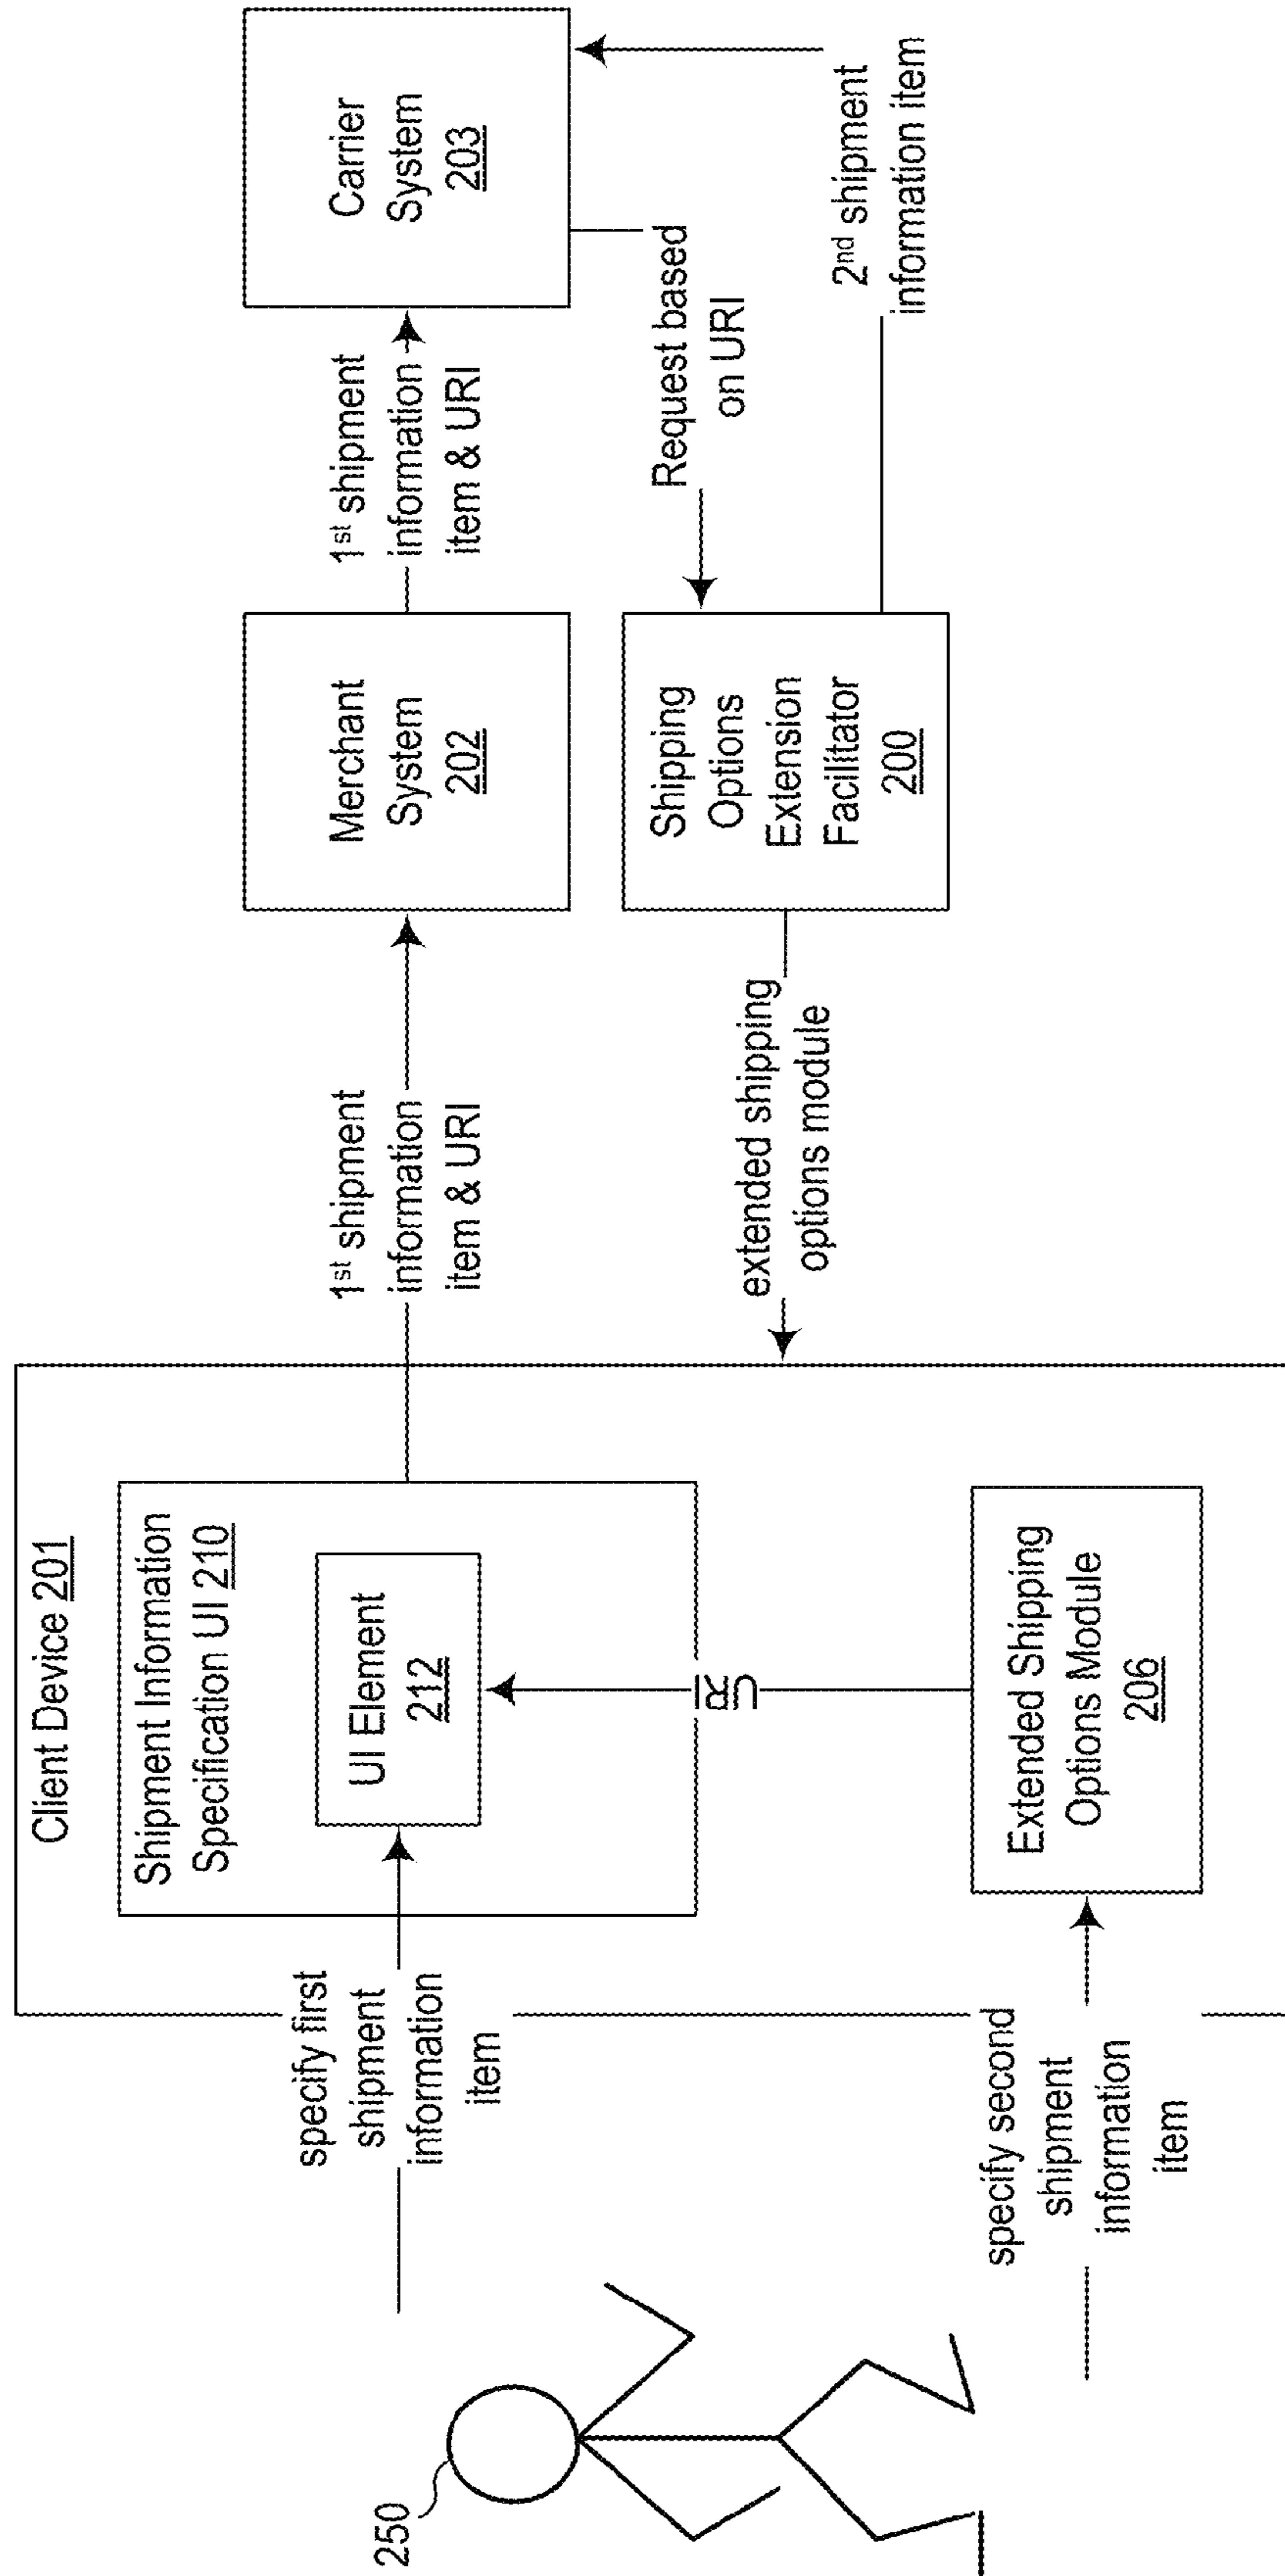 250
specify first
shipment
information
item
specify second
shipment
information
item
Client Device 201
Shipment Information
Specification UI 210
UI Element
212
URI
Extended Shipping
Options Module
206
1st shipment
information
item & URI
extended shipping
options module
Merchant
System
202
Shipping
Options
Extension
Facilitator
200
1st shipment
information
item & URI
Request based
on URI
Carrier
System
203
2nd shipment
information item